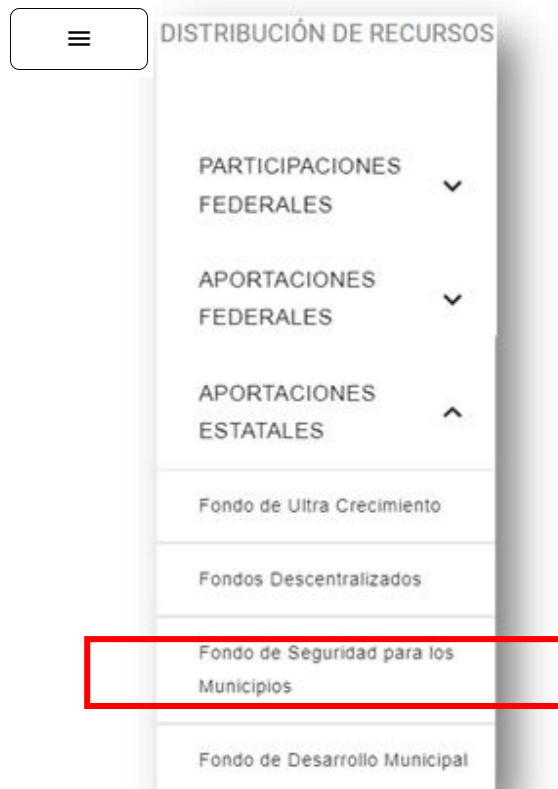 DISTRIBUCIÓN DE RECURSOS
PARTICIPACIONES
FEDERALES
APORTACIONES
FEDERALES
APORTACIONES
ESTATALES
Fondo de Ultra Crecimiento
Fondos Descentralizados
Fondo de Seguridad para los
Municipios
Fondo de Desarrollo Municipal